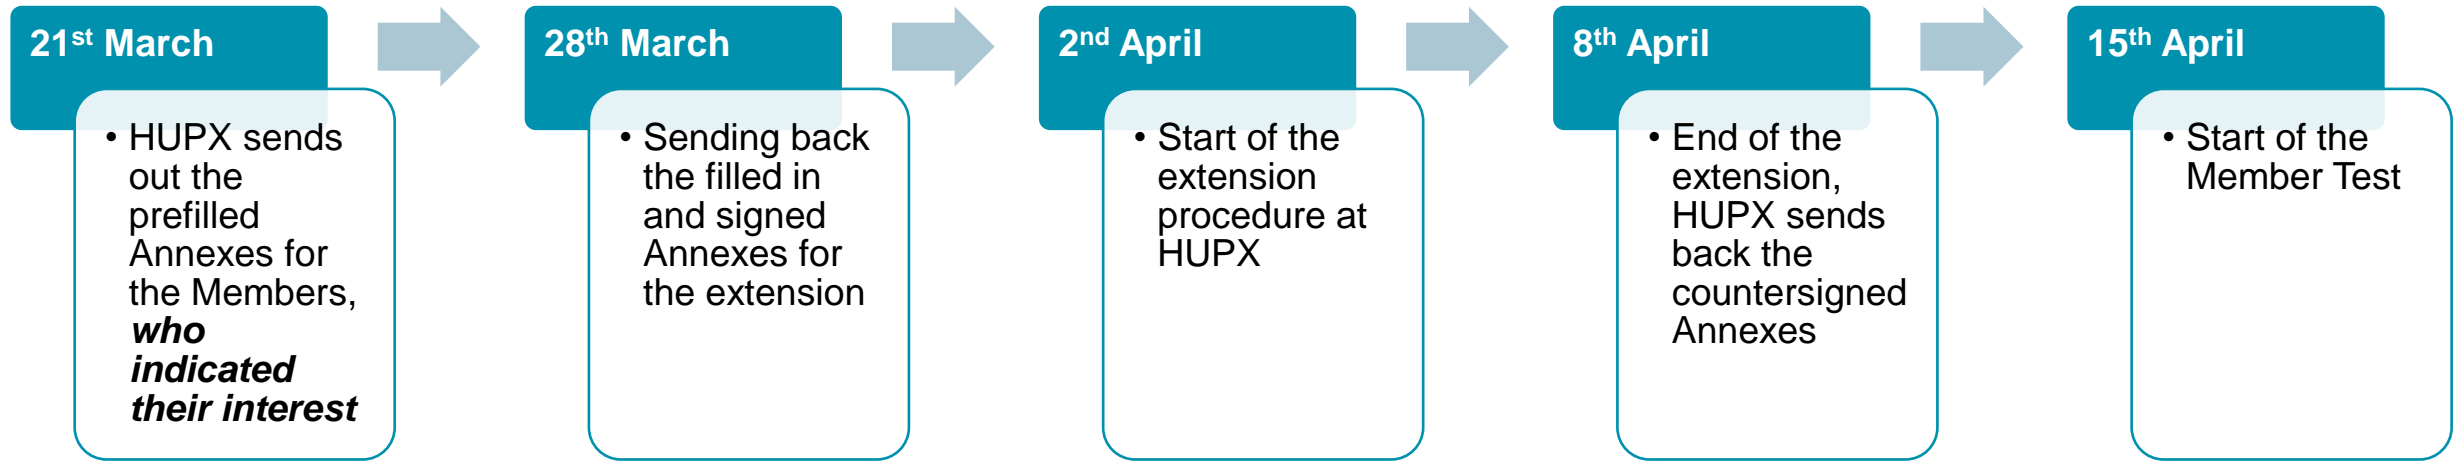 21st March
• HUPX sends
out the
prefilled
Annexes for
the Members,
who
indicated
their interest
28th March
• Sending back
the filled in
and signed
Annexes for
the extension
2nd April
• Start of the
extension
procedure at
HUPX
8th April
• End of the
extension,
HUPX sends
back the
countersigned
Annexes
15th April
• Start of the
Member Test